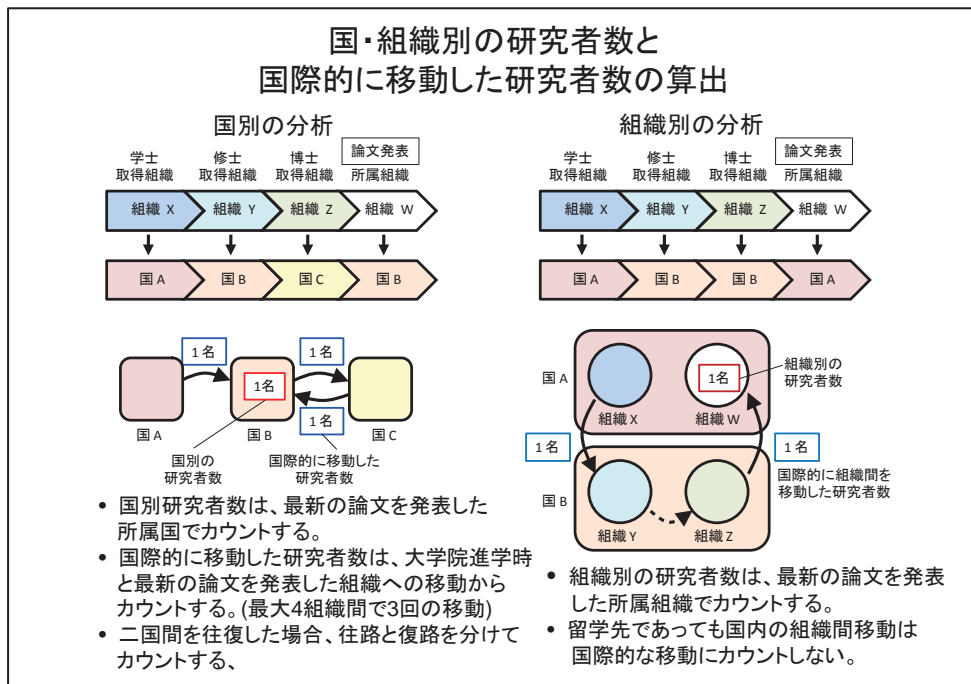 国・組織別の研究者数と
国際的に移動した研究者数の算出
国別の分析
学士
取得組織
修士
取得組織
博士
取得組織
論文発表
所属組織
組織 X
組織 Y
組織 Z
組織 W
国 A
国 B
国 C
国 B
1名
1名
1名
1名
国 A
国 B
国 C
国別の
研究者数
国際的に移動した
研究者数
• 国別研究者数は、最新の論文を発表した
所属国でカウントする。
• 国際的に移動した研究者数は、大学院進学時
と最新の論文を発表した組織への移動から
カウントする。(最大4組織間で3回の移動)
• 二国間を往復した場合、往路と復路を分けて
カウントする、
組織別の分析
学士
取得組織
修士
取得組織
博士
取得組織
論文発表
所属組織
組織 X
組織 Y
組織 Z
組織 W
国 A
国 B
国 B
国 A
国 A
1名
組織別の
研究者数
組織 X
組織 W
1名
1名
国際的に組織間を
移動した研究者数
国 B
組織 Y
組織 Z
• 組織別の研究者数は、最新の論文を発表
した所属組織でカウントする。
• 留学先であっても国内の組織間移動は
国際的な移動にカウントしない。